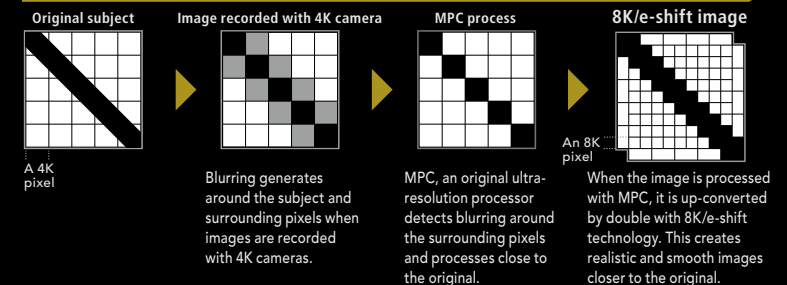 Original subject
Image recorded with 4K camera
MPC process
8K/e-shift image
A 4K
pixel
An 8K
pixel
Blurring generates
around the subject and
surrounding pixels when
images are recorded
with 4K cameras.
MPC, an original ultra-
resolution processor
detects blurring around
the surrounding pixels
and processes close to
the original.
When the image is processed
with MPC, it is up-converted
by double with 8K/e-shift
technology. This creates
realistic and smooth images
closer to the original.